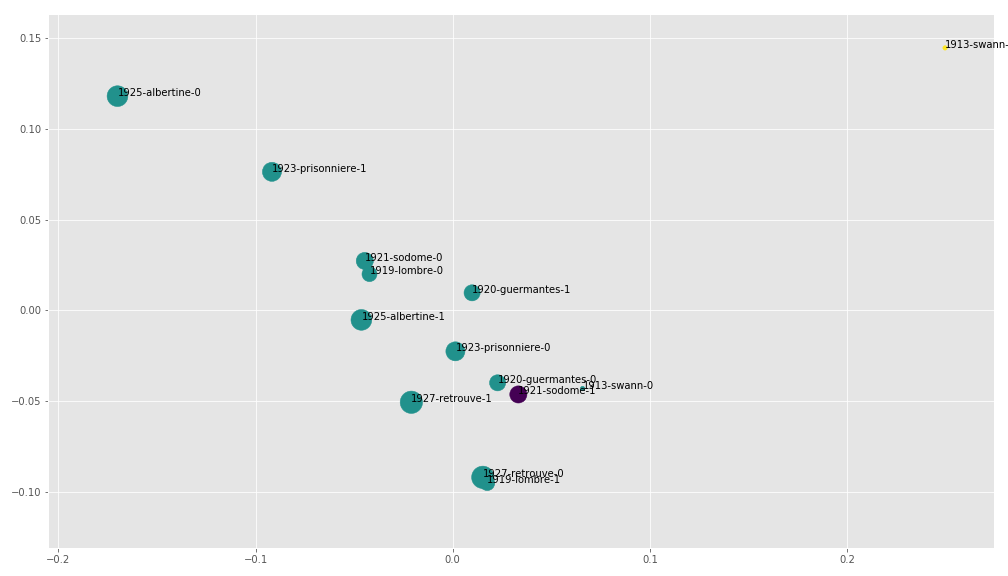 0.15
1913-swann-
1925-albertine-0
0.10
1923-prisonniere-1
0.05
1921-sodome-0
1919-lombre-0
1920-guermantes-1
0.00
1925-albertine-1
1923-prisonniere-0
1920-guermantes-0
1913-swann-0
1921-sodome-1
1927-retrouve-1
−0.05
1927-retrouve-0
1919-lombre-1
−0.10
−0.2 −0.1 0.0 0.1 0.2